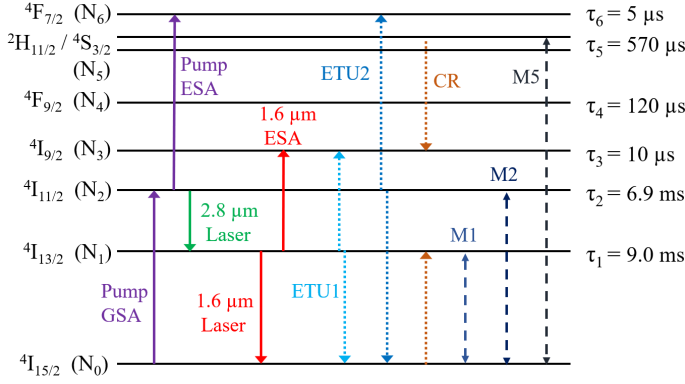 ⁴F₇/₂ (N₆)
τ₆ = 5 µs
²H₁₁/₂ / ⁴S₃/₂
(N₅)
τ₅ = 570 µs
Pump
ESA
ETU2
CR
M5
⁴F₉/₂ (N₄)
τ₄ = 120 µs
1.6 µm
ESA
⁴I₉/₂ (N₃)
τ₃ = 10 µs
M2
⁴I₁₁/₂ (N₂)
τ₂ = 6.9 ms
2.8 µm
Laser
M1
⁴I₁₃/₂ (N₁)
τ₁ = 9.0 ms
Pump
GSA
1.6 µm
Laser
ETU1
⁴I₁₅/₂ (N₀)